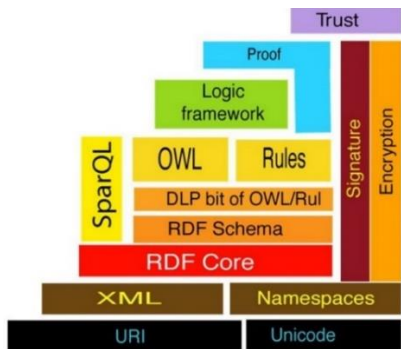 Trust
Proof
Logic
framework
SparQL
OWL
Rules
Signature
Encryption
DLP bit of OWL/Rul
RDF Schema
RDF Core
XML
Namespaces
URI
Unicode